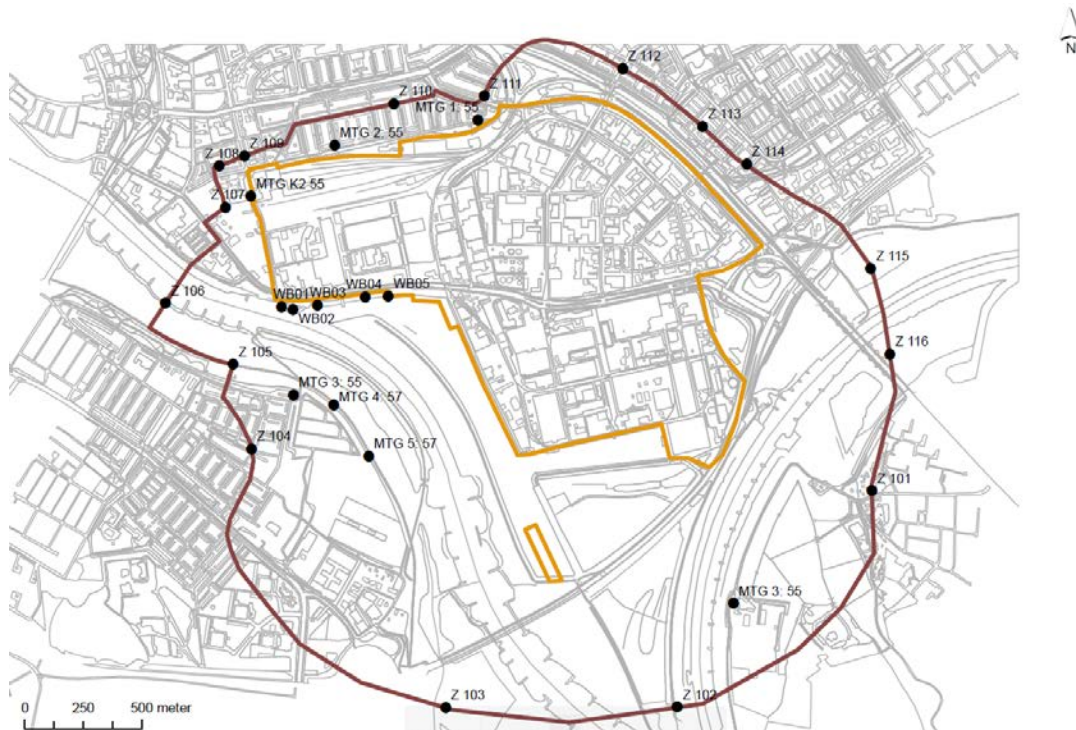 N
Z 112
Z 111
Z 110
MTG 1: 55
Z 113
MTG 2: 55
Z 109
Z 108
Z 114
MTG K2 55
Z 107
Z 115
WB04
WB05
WB01
WB03
WB02
Z 106
Z 116
Z 105
MTG 3: 55
MTG 4: 57
Z 104
MTG 5: 57
Z 101
MTG 3: 55
Z 103
Z 102
0 250 500 meter